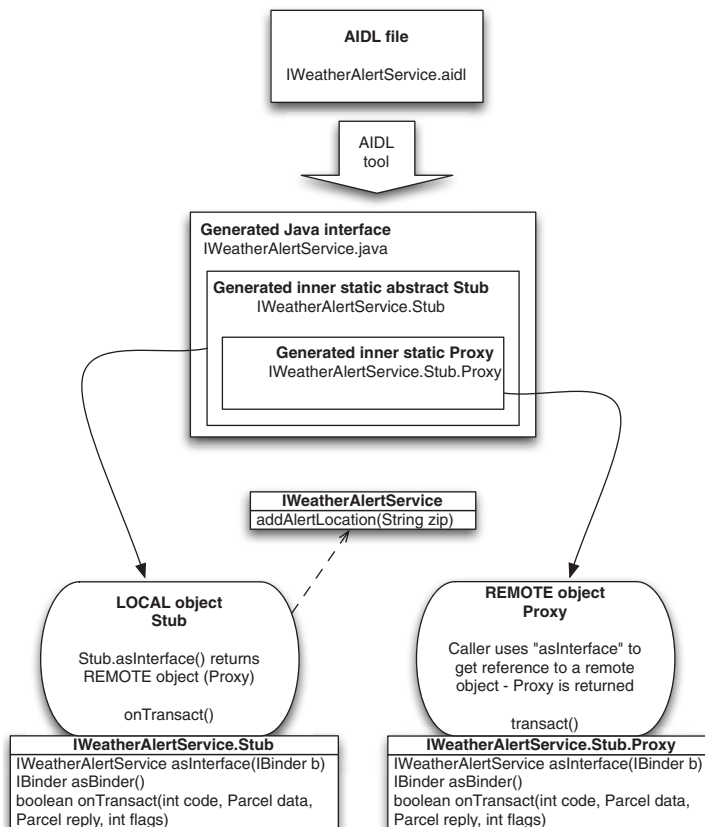 AIDL file
IWeatherAlertService.aidl
AIDL
tool
Generated Java interface
IWeatherAlertService.java
Generated inner static abstract Stub
IWeatherAlertService.Stub
Generated inner static Proxy
IWeatherAlertService.Stub.Proxy
IWeatherAlertService
addAlertLocation(String zip)
LOCAL object
Stub
Stub.asInterface() returns
REMOTE object (Proxy)
onTransact()
IWeatherAlertService.Stub
IWeatherAlertService asInterface(IBinder b)
IBinder asBinder()
boolean onTransact(int code, Parcel data,
Parcel reply, int flags)
REMOTE object
Proxy
Caller uses "asInterface" to
get reference to a remote
object - Proxy is returned
transact()
IWeatherAlertService.Stub.Proxy
IWeatherAlertService asInterface(IBinder b)
IBinder asBinder()
boolean onTransact(int code, Parcel data,
Parcel reply, int flags)